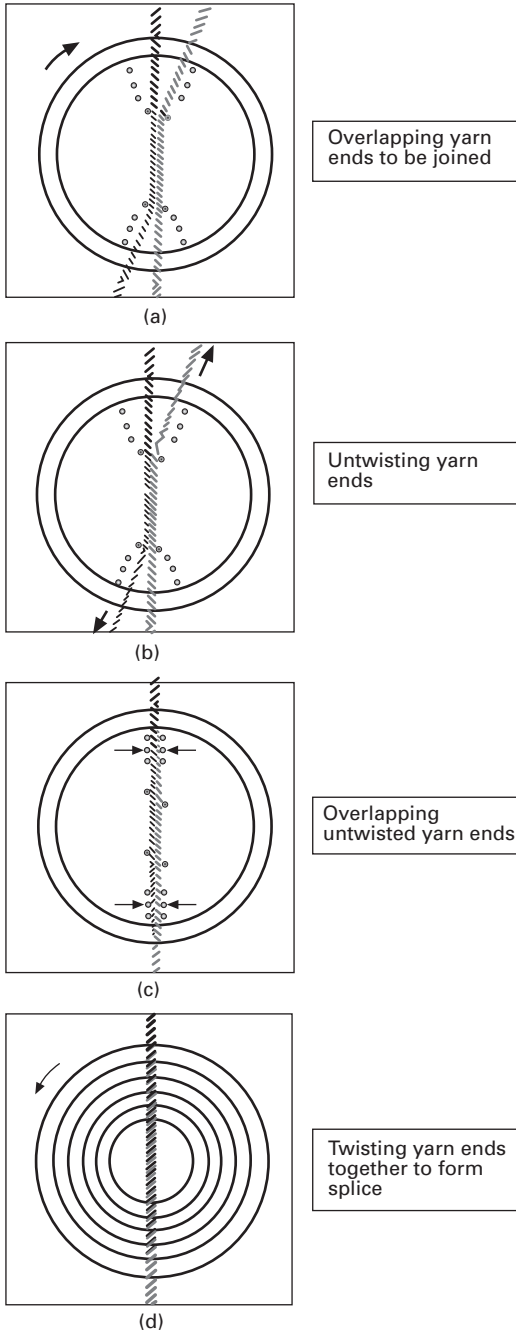 Overlapping yarn
ends to be joined
(a)
Untwisting yarn
ends
(b)
Overlapping
untwisted yarn ends
(c)
Twisting yarn ends
together to form
splice
(d)